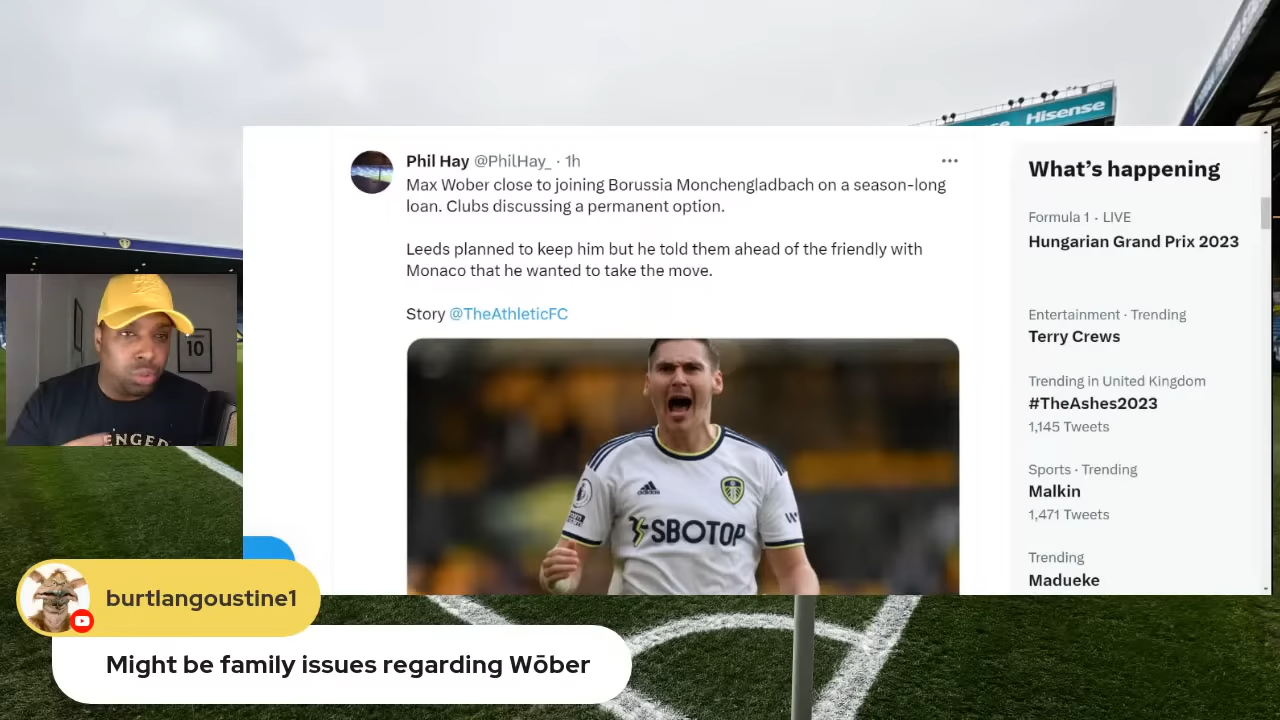 Hisense
Phil Hay @PhilHay_ · 1h
Max Wober close to joining Borussia Monchengladbach on a season-long
loan. Clubs discussing a permanent option.
Leeds planned to keep him but he told them ahead of the friendly with
Monaco that he wanted to take the move.
Story @TheAthleticFC
SBOTOP
adidas
What’s happening
Formula 1 · LIVE
Hungarian Grand Prix 2023
Entertainment · Trending
Terry Crews
Trending in United Kingdom
#TheAshes2023
1,145 Tweets
Sports · Trending
Malkin
1,471 Tweets
Trending
Madueke
10
ENGER
burtlangoustine1
Might be family issues regarding Wōber